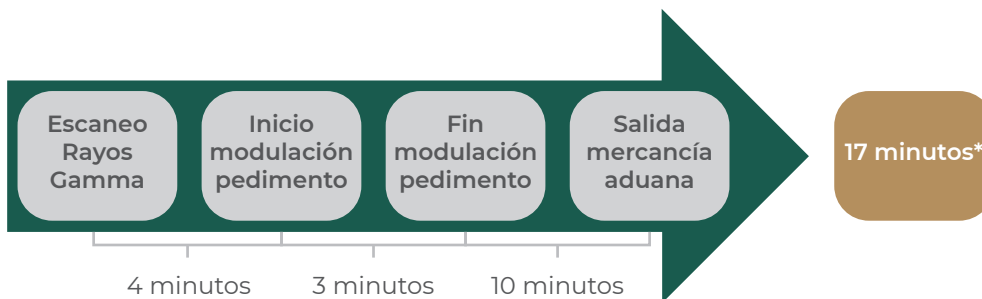 Escaneo
Rayos
Gamma
Inicio
modulación
pedimento
Fin
modulación
pedimento
Salida
mercancía
aduana
17 minutos*
4 minutos
3 minutos
10 minutos